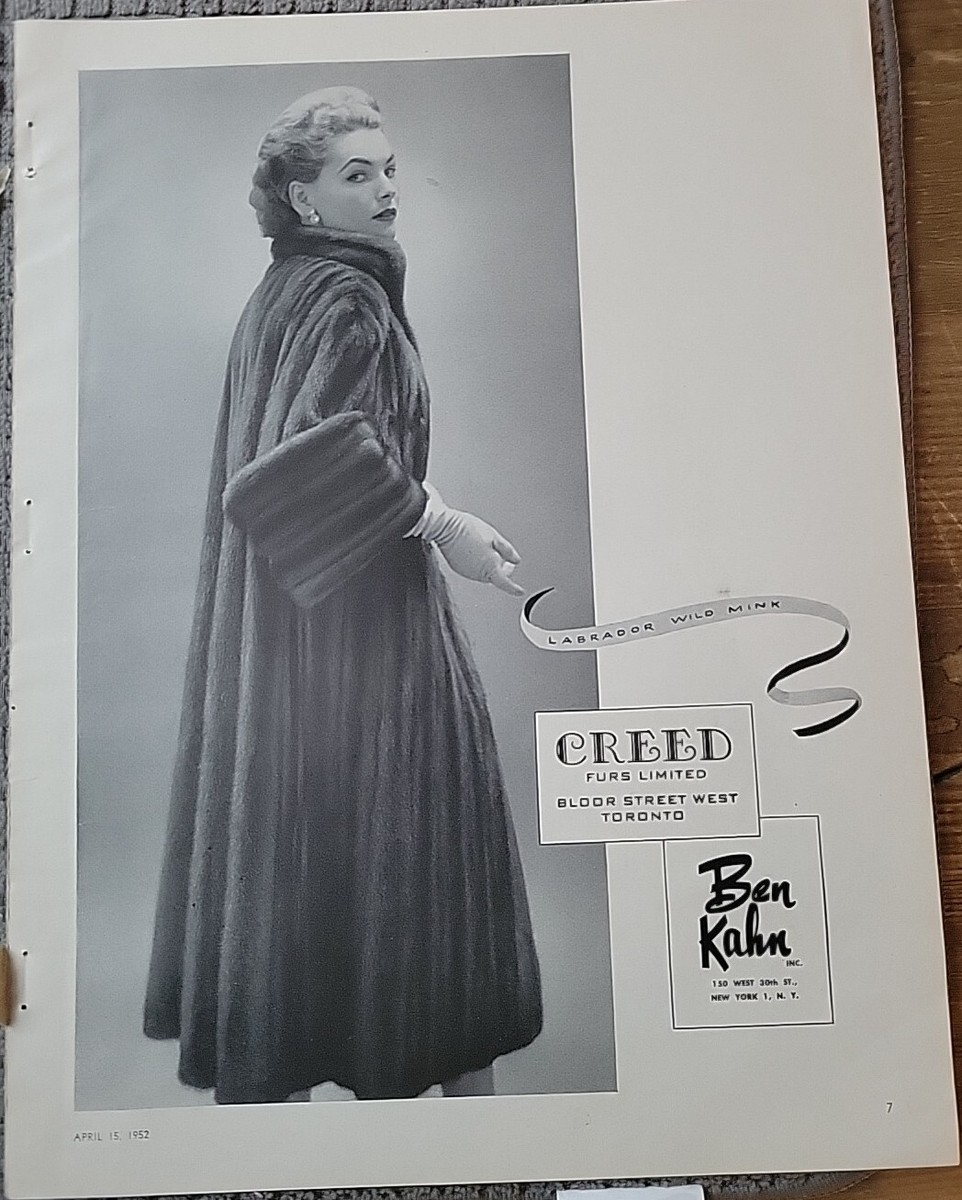 LABRADOR WILD MINK
CREED
FURS LIMITED
BLOOR STREET WEST
TORONTO
Ben
Kahn
INC.
150 WEST 30th ST.,
NEW YORK 1, N. Y.
APRIL 15, 1952
7